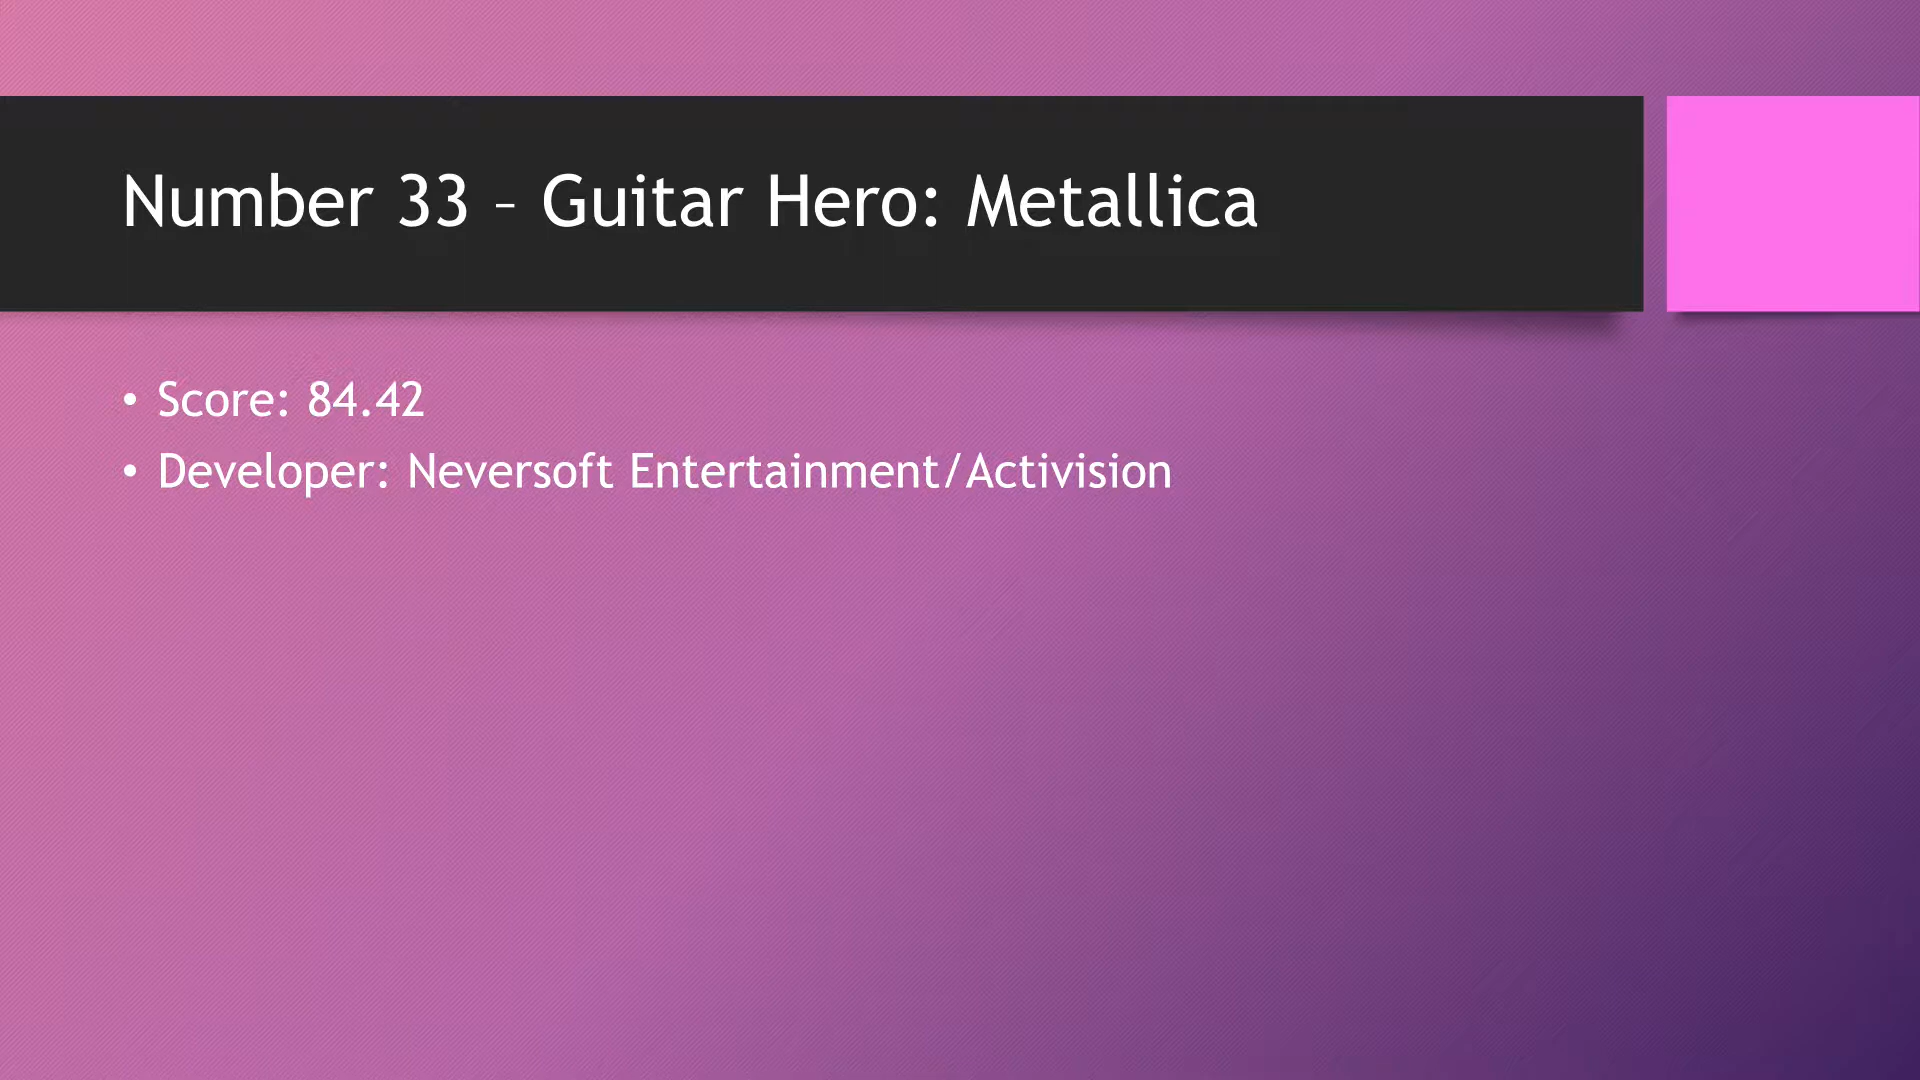 Number 33 – Guitar Hero: Metallica
• Score: 84.42
• Developer: Neversoft Entertainment/Activision